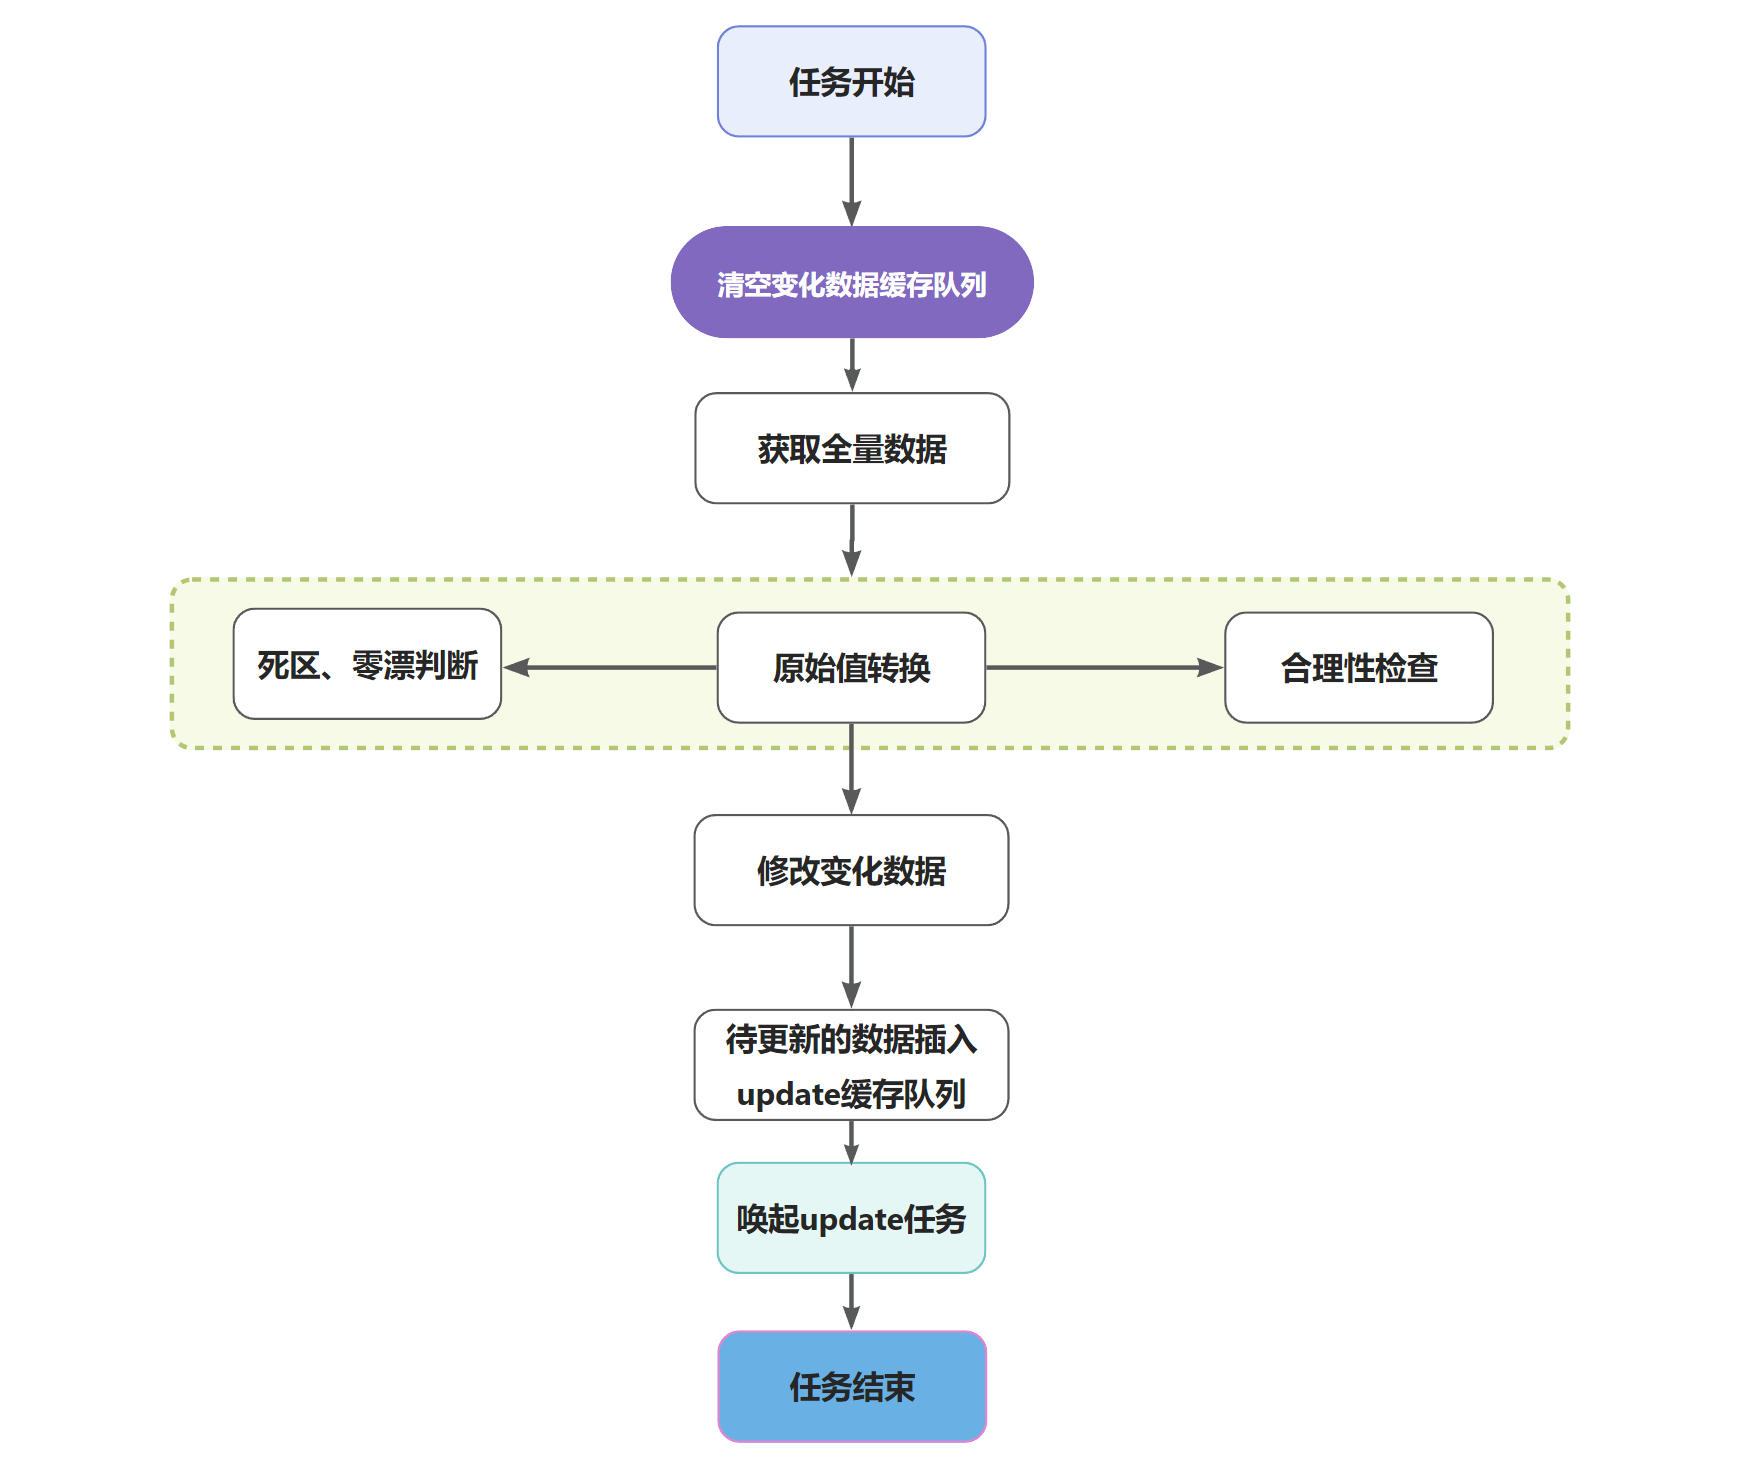 任务开始
清空变化数据缓存队列
获取全量数据
死区、零漂判断
原始值转换
合理性检查
修改变化数据
待更新的数据插入
update缓存队列
唤起update任务
任务结束